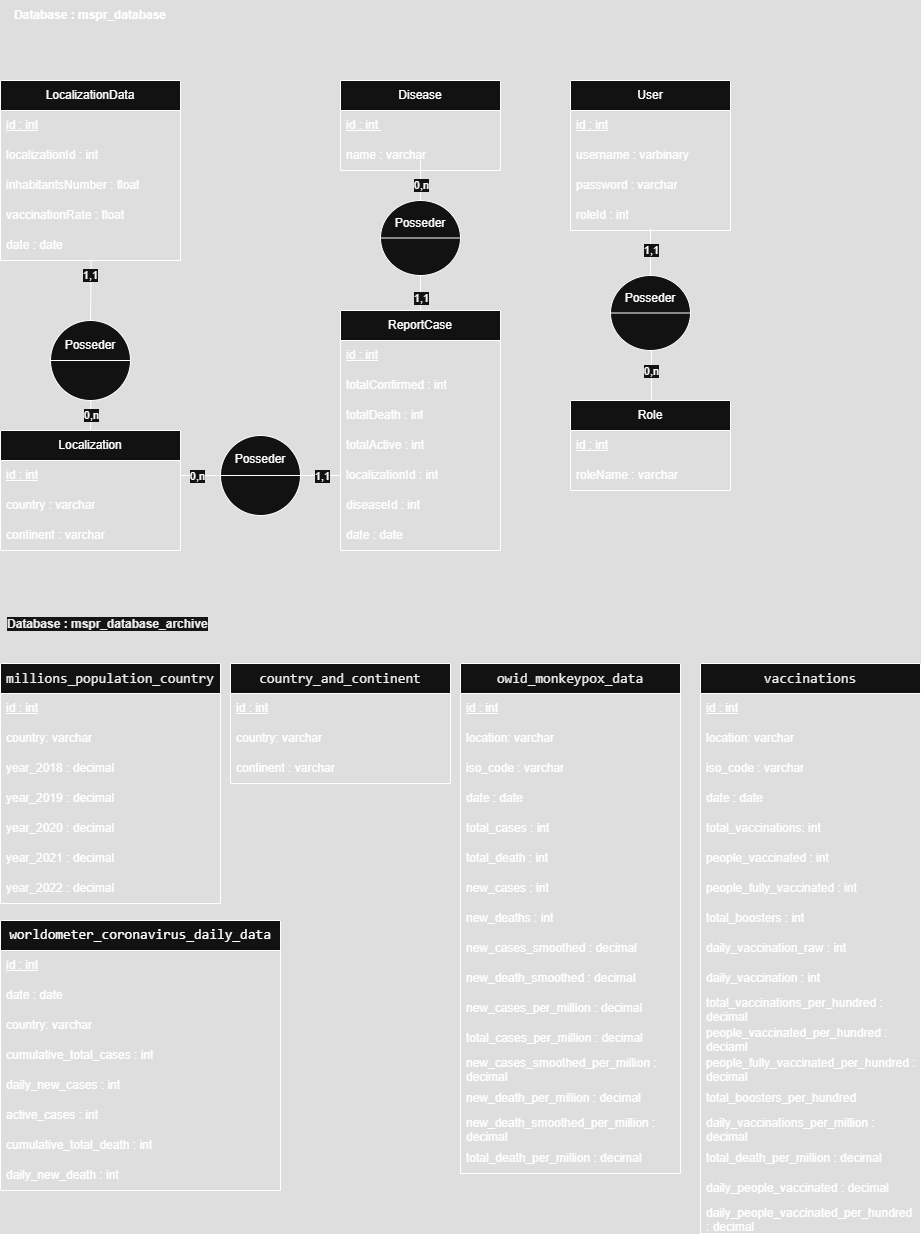 Database : mspr_database
LocalizationData
id : int
localizationId : int
inhabitantsNumber : float
vaccinationRate : float
date : date
1,1
Posseder
0,n
Localization
id : int
country : varchar
continent : varchar
0,n
Posseder
1,1
Disease
id : int
name : varchar
0,n
Posseder
1,1
ReportCase
id : int
totalConfirmed : int
totalDeath : int
totalActive : int
localizationId : int
diseaseId : int
date : date
User
id : int
username : varbinary
password : varchar
roleId : int
1,1
Posseder
0,n
Role
id : int
roleName : varchar
Database : mspr_database_archive
millions_population_country
id : int
country: varchar
year_2018 : decimal
year_2019 : decimal
year_2020 : decimal
year_2021 : decimal
year_2022 : decimal
country_and_continent
id : int
country: varchar
continent : varchar
owid_monkeypox_data
id : int
location: varchar
iso_code : varchar
date : date
total_cases : int
total_death : int
new_cases : int
new_deaths : int
new_cases_smoothed : decimal
new_death_smoothed : decimal
new_cases_per_million : decimal
total_cases_per_million : decimal
new_cases_smoothed_per_million :
decimal
new_death_per_million : decimal
new_death_smoothed_per_million :
decimal
total_death_per_million : decimal
vaccinations
id : int
location: varchar
iso_code : varchar
date : date
total_vaccinations: int
people_vaccinated : int
people_fully_vaccinated : int
total_boosters : int
daily_vaccination_raw : int
daily_vaccination : int
total_vaccinations_per_hundred :
decimal
people_vaccinated_per_hundred :
deciaml
people_fully_vaccinated_per_hundred :
decimal
total_boosters_per_hundred
daily_vaccinations_per_million :
decimal
total_death_per_million : decimal
daily_people_vaccinated : decimal
daily_people_vaccinated_per_hundred
: decimal
worldometer_coronavirus_daily_data
id : int
date : date
country: varchar
cumulative_total_cases : int
daily_new_cases : int
active_cases : int
cumulative_total_death : int
daily_new_death : int